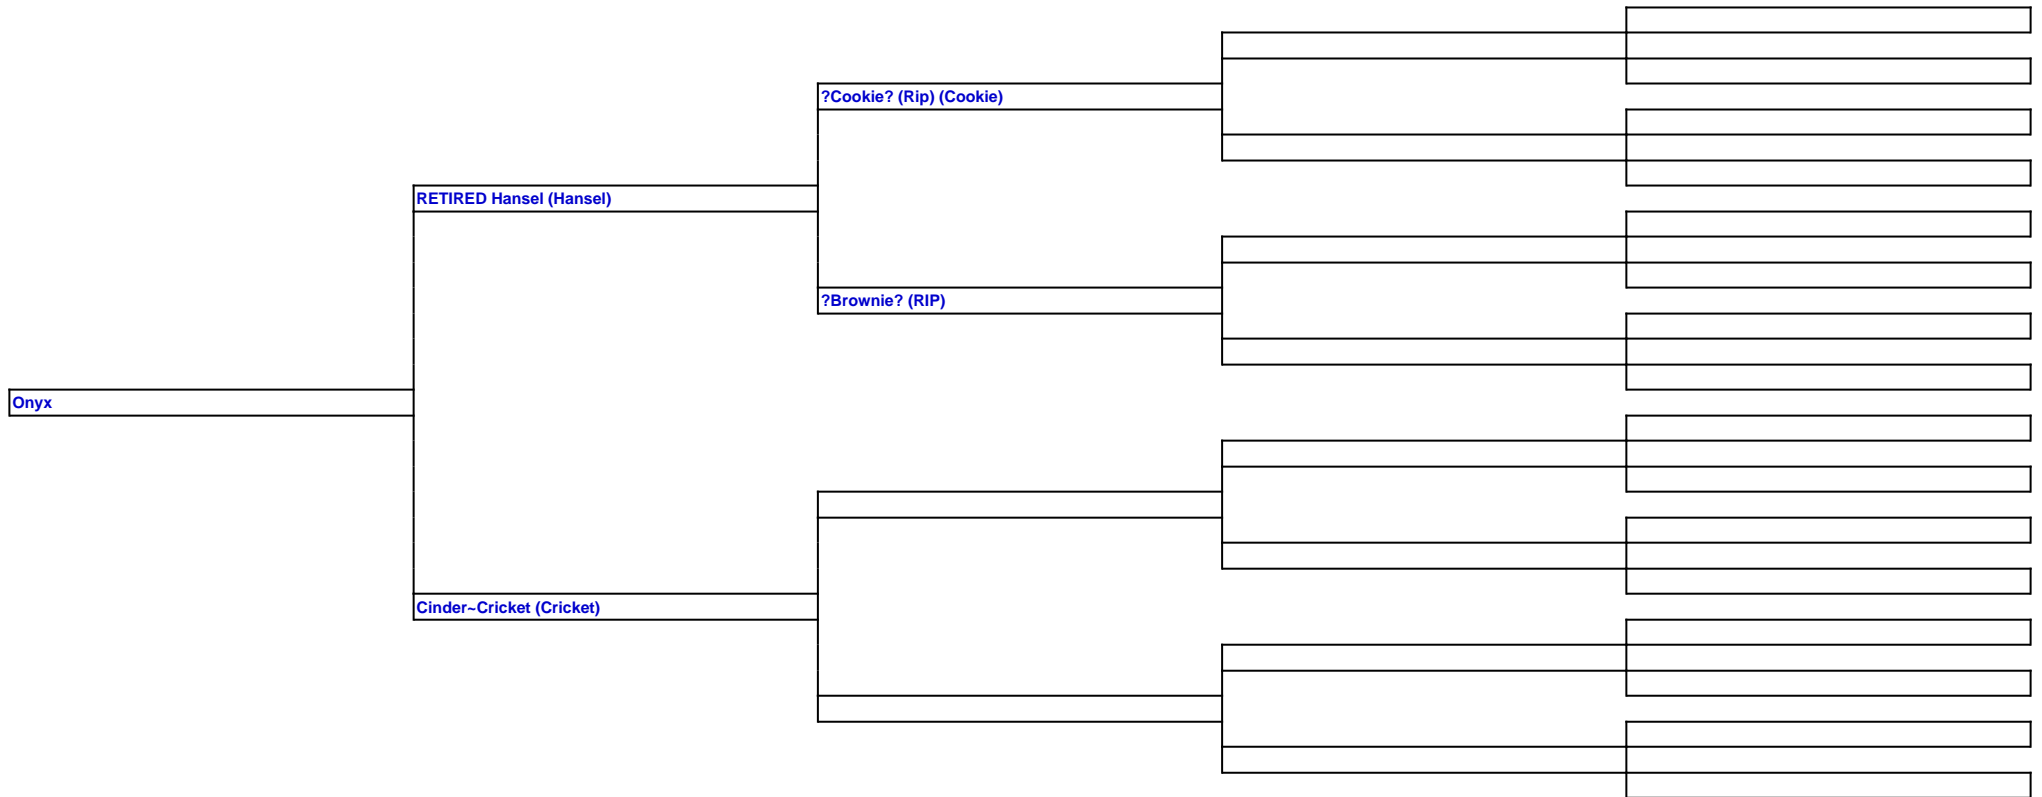 ?Cookie? (Rip) (Cookie)
RETIRED Hansel (Hansel)
?Brownie? (RIP)
Onyx
Cinder~Cricket (Cricket)